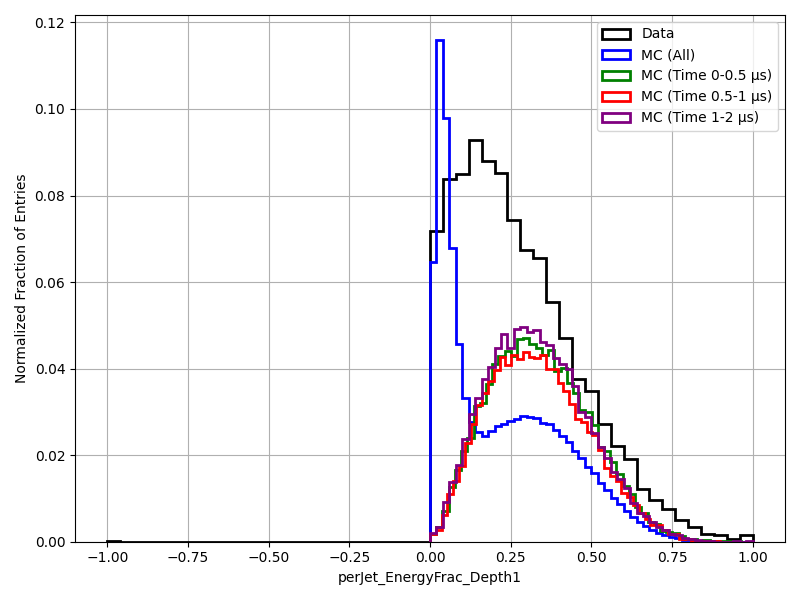 0.12
0.10
0.08
0.06
0.04
0.02
0.00
Normalized Fraction of Entries
Data
MC (All)
MC (Time 0-0.5 μs)
MC (Time 0.5-1 μs)
MC (Time 1-2 μs)
−1.00 −0.75 −0.50 −0.25 0.00 0.25 0.50 0.75 1.00
perJet_EnergyFrac_Depth1